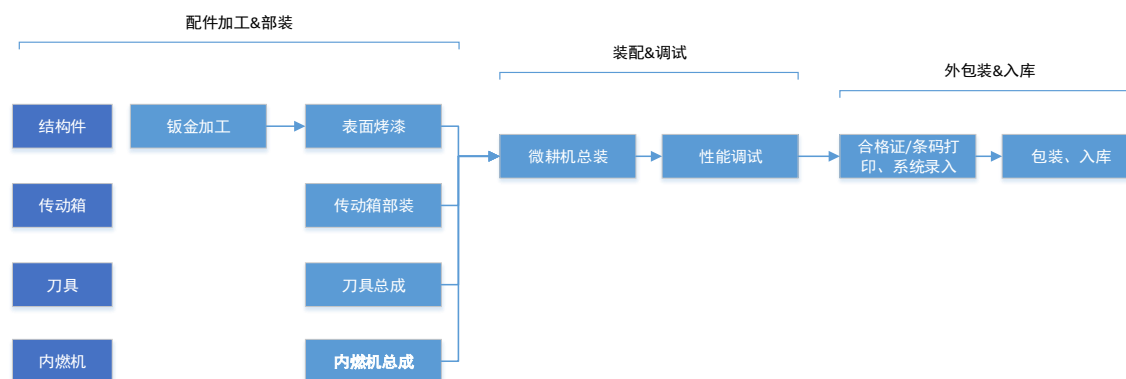 配件加工&部装
装配&调试
外包装&入库
结构件
钣金加工
表面烤漆
微耕机总装
性能调试
合格证/条码打
印、系统录入
包装、入库
传动箱
传动箱部装
刀具
刀具总成
内燃机
内燃机总成